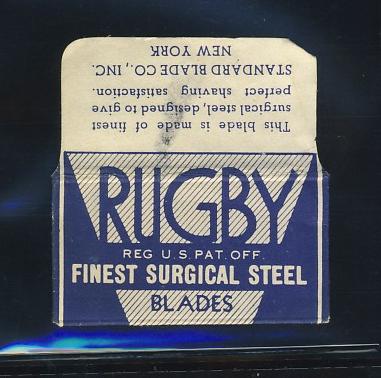 This blade is made of finest
surgical steel, designed to give to
perfect shaving satisfaction.
STANDARD BLADE CO., INC.
NEW YORK
RUGBY
REG U.S. PAT. OFF.
FINEST SURGICAL STEEL
BLADES